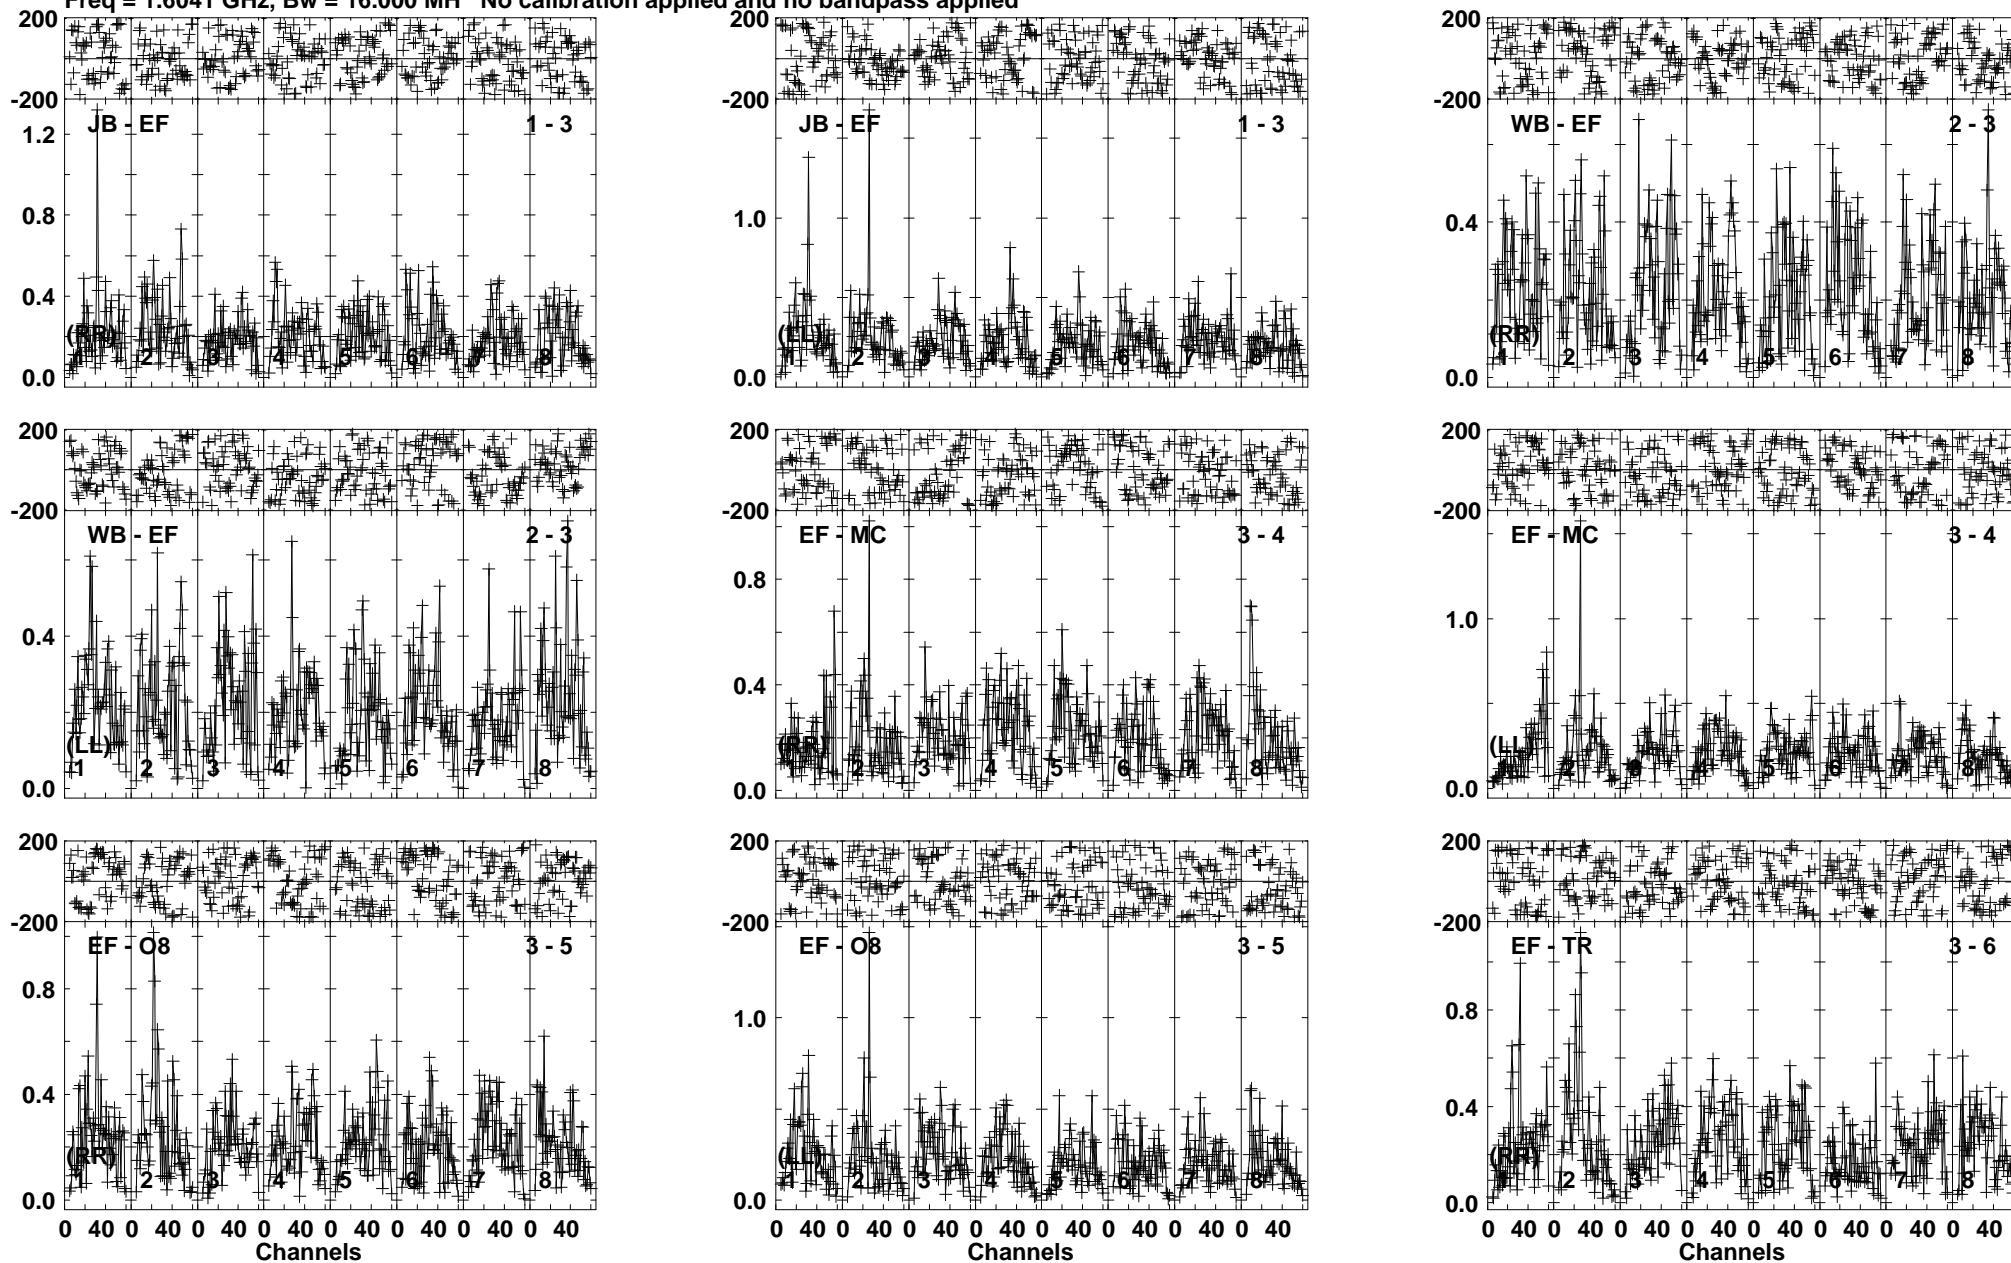 Freq = 1.6041 GHz, Bw = 16.000 MH No calibration applied and no bandpass applied
200 200 200
-200 -200 -200
JB - EF 1 - 3 JB - EF 1 - 3 WB - EF 2 - 3
1.2
0.8 1.0
0.4 0.4
(RR) (LL) (RR)
1 2 3 4 5 6 7 8 1 2 3 4 5 6 7 8 1 2 3 4 5 6 7 8
0.0 0.0 0.0
200 200 200
-200 -200 -200
WB - EF 2 - 3 EF - MC 3 - 4 EF - MC 3 - 4
0.8
0.4 0.4 1.0
(LL) (RR) (LL)
1 2 3 4 5 6 7 8 1 2 3 4 5 6 7 8 1 2 3 4 5 6 7 8
0.0 0.0 0.0
200 200 200
-200 -200 -200
EF - O8 3 - 5 EF - O8 3 - 5 EF - TR 3 - 6
0.8 1.0 0.8
0.4 0.4
(RR) (LL) (RR)
1 2 3 4 5 6 7 8 1 2 3 4 5 6 7 8 1 2 3 4 5 6 7 8
0.0 0.0 0.0
0 40 0 40 0 40 0 40 0 40 0 40 0 40 0 40 0 40 0 40 0 40 0 40 0 40 0 40 0 40 0 40 0 40 0 40 0 40 0 40 0 40 0 40 0 40 0 40
Channels Channels Channels